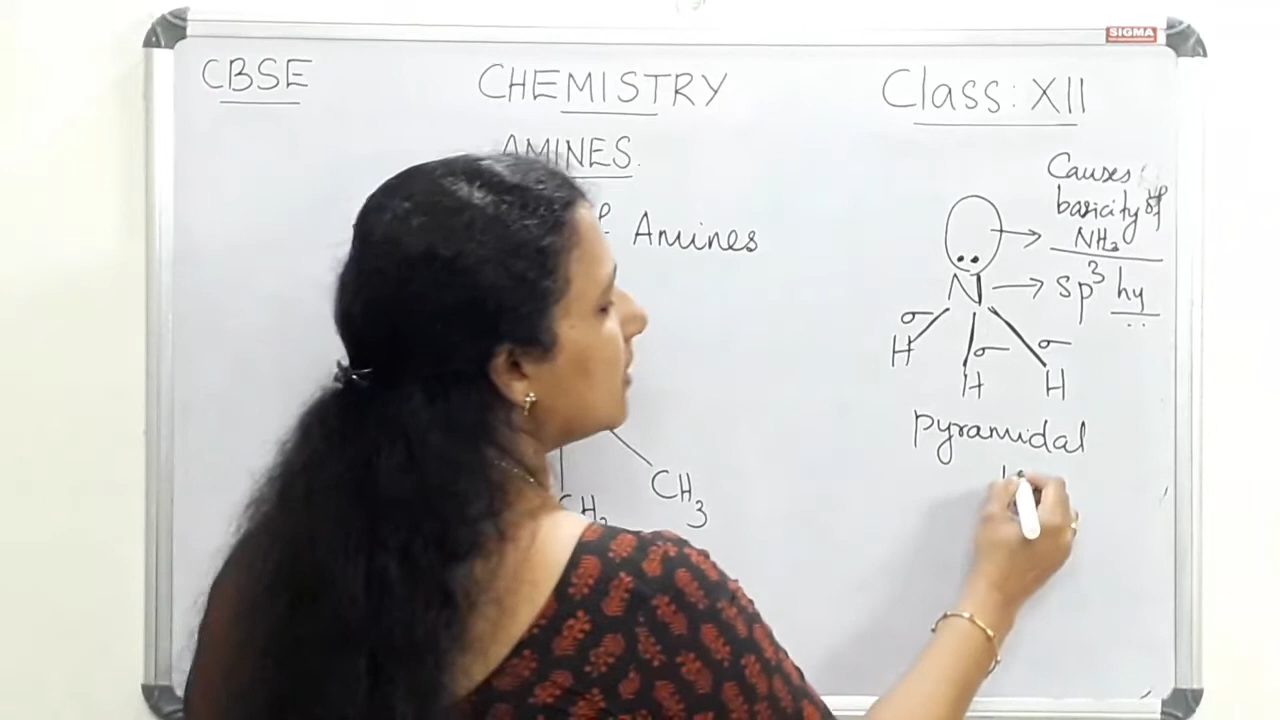 SIGMA
CBSE
CHEMISTRY
Class: XII
AMINES.
Amines
Causes
basicity of
NH3
N → sp³ hy
σ σ σ
H H H
pyramidal
CH3